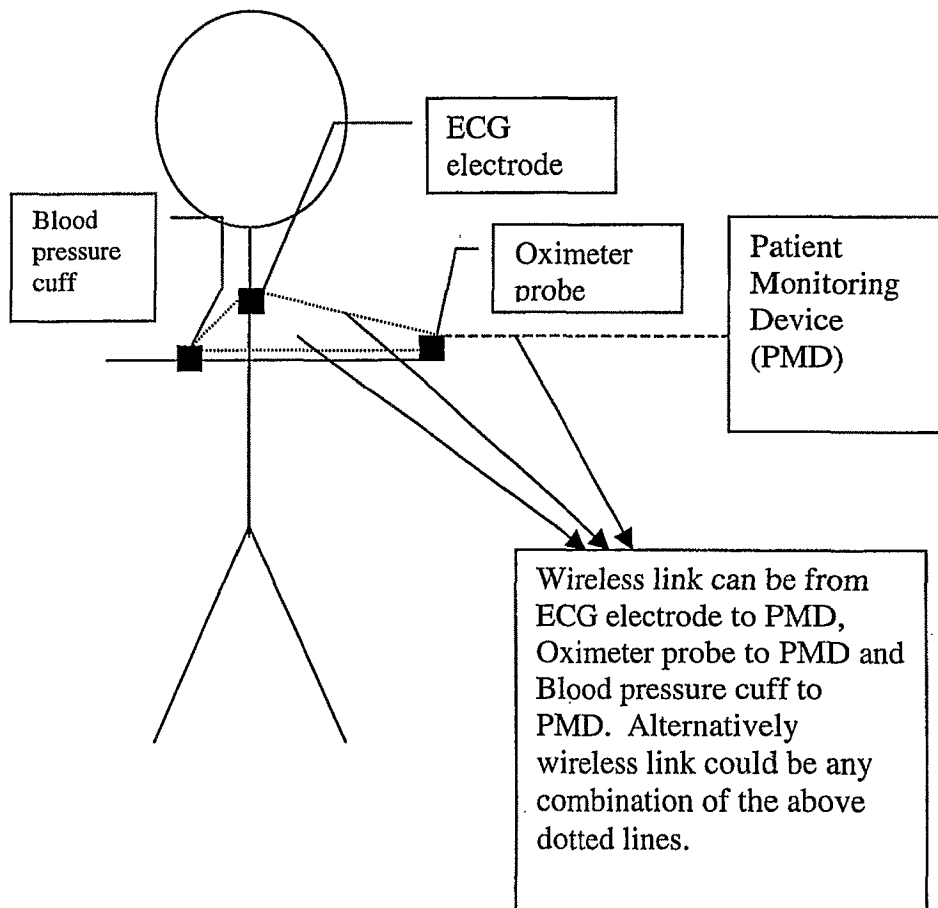 ECG
electrode
Blood
pressure
cuff
Oximeter
probe
Patient
Monitoring
Device
(PMD)
Wireless link can be from
ECG electrode to PMD,
Oximeter probe to PMD and
Blood pressure cuff to
PMD. Alternatively
wireless link could be any
combination of the above
dotted lines.